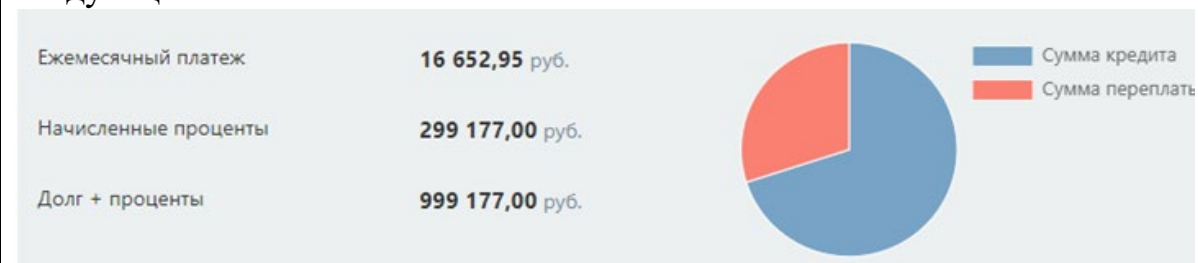 Ежемесячный платеж 16 652,95 руб.
Начисленные проценты 299 177,00 руб.
Долг + проценты 999 177,00 руб.
Сумма кредита
Сумма переплаты